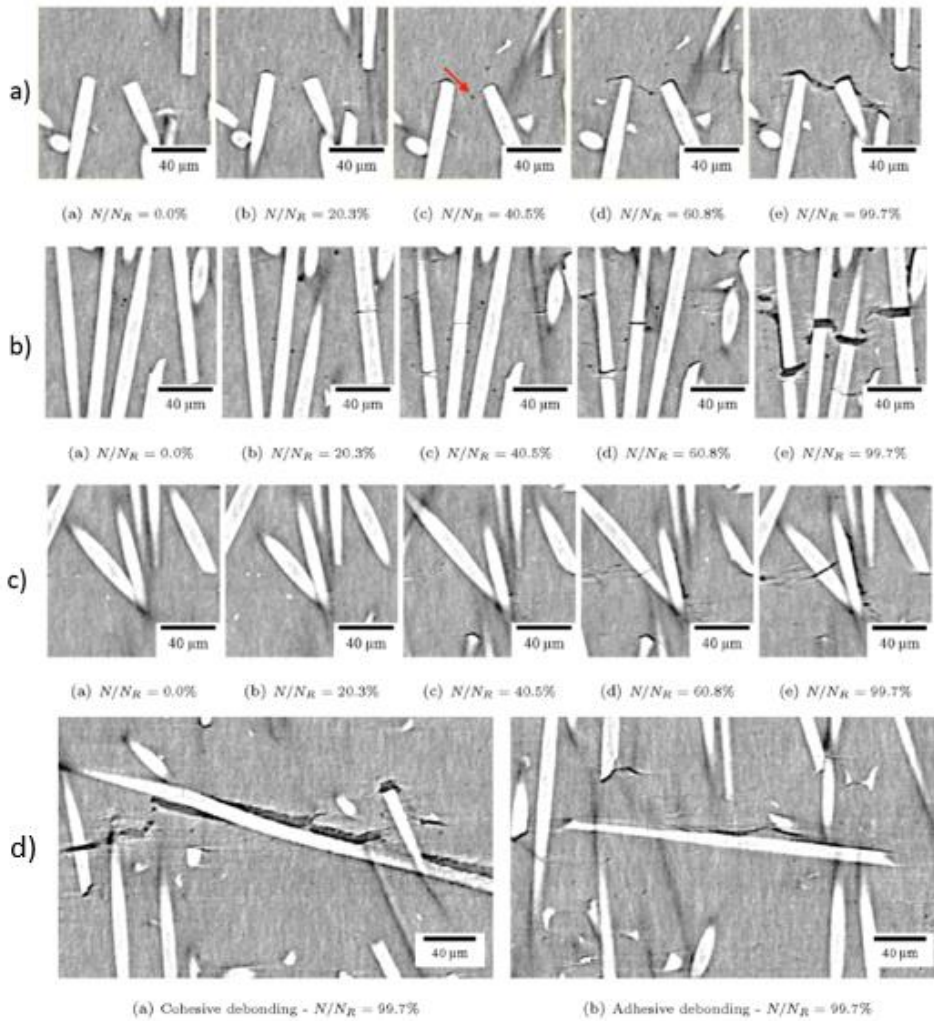 a)
40 μm 40 μm 40 μm 40 μm 40 μm
(a) N/N_R = 0.0% (b) N/N_R = 20.3% (c) N/N_R = 40.5% (d) N/N_R = 60.8% (e) N/N_R = 99.7%
b)
40 μm 40 μm 40 μm 40 μm 40 μm
(a) N/N_R = 0.0% (b) N/N_R = 20.3% (c) N/N_R = 40.5% (d) N/N_R = 60.8% (e) N/N_R = 99.7%
c)
40 μm 40 μm 40 μm 40 μm 40 μm
(a) N/N_R = 0.0% (b) N/N_R = 20.3% (c) N/N_R = 40.5% (d) N/N_R = 60.8% (e) N/N_R = 99.7%
d)
40 μm 40 μm
(a) Cohesive debonding - N/N_R = 99.7% (b) Adhesive debonding - N/N_R = 99.7%